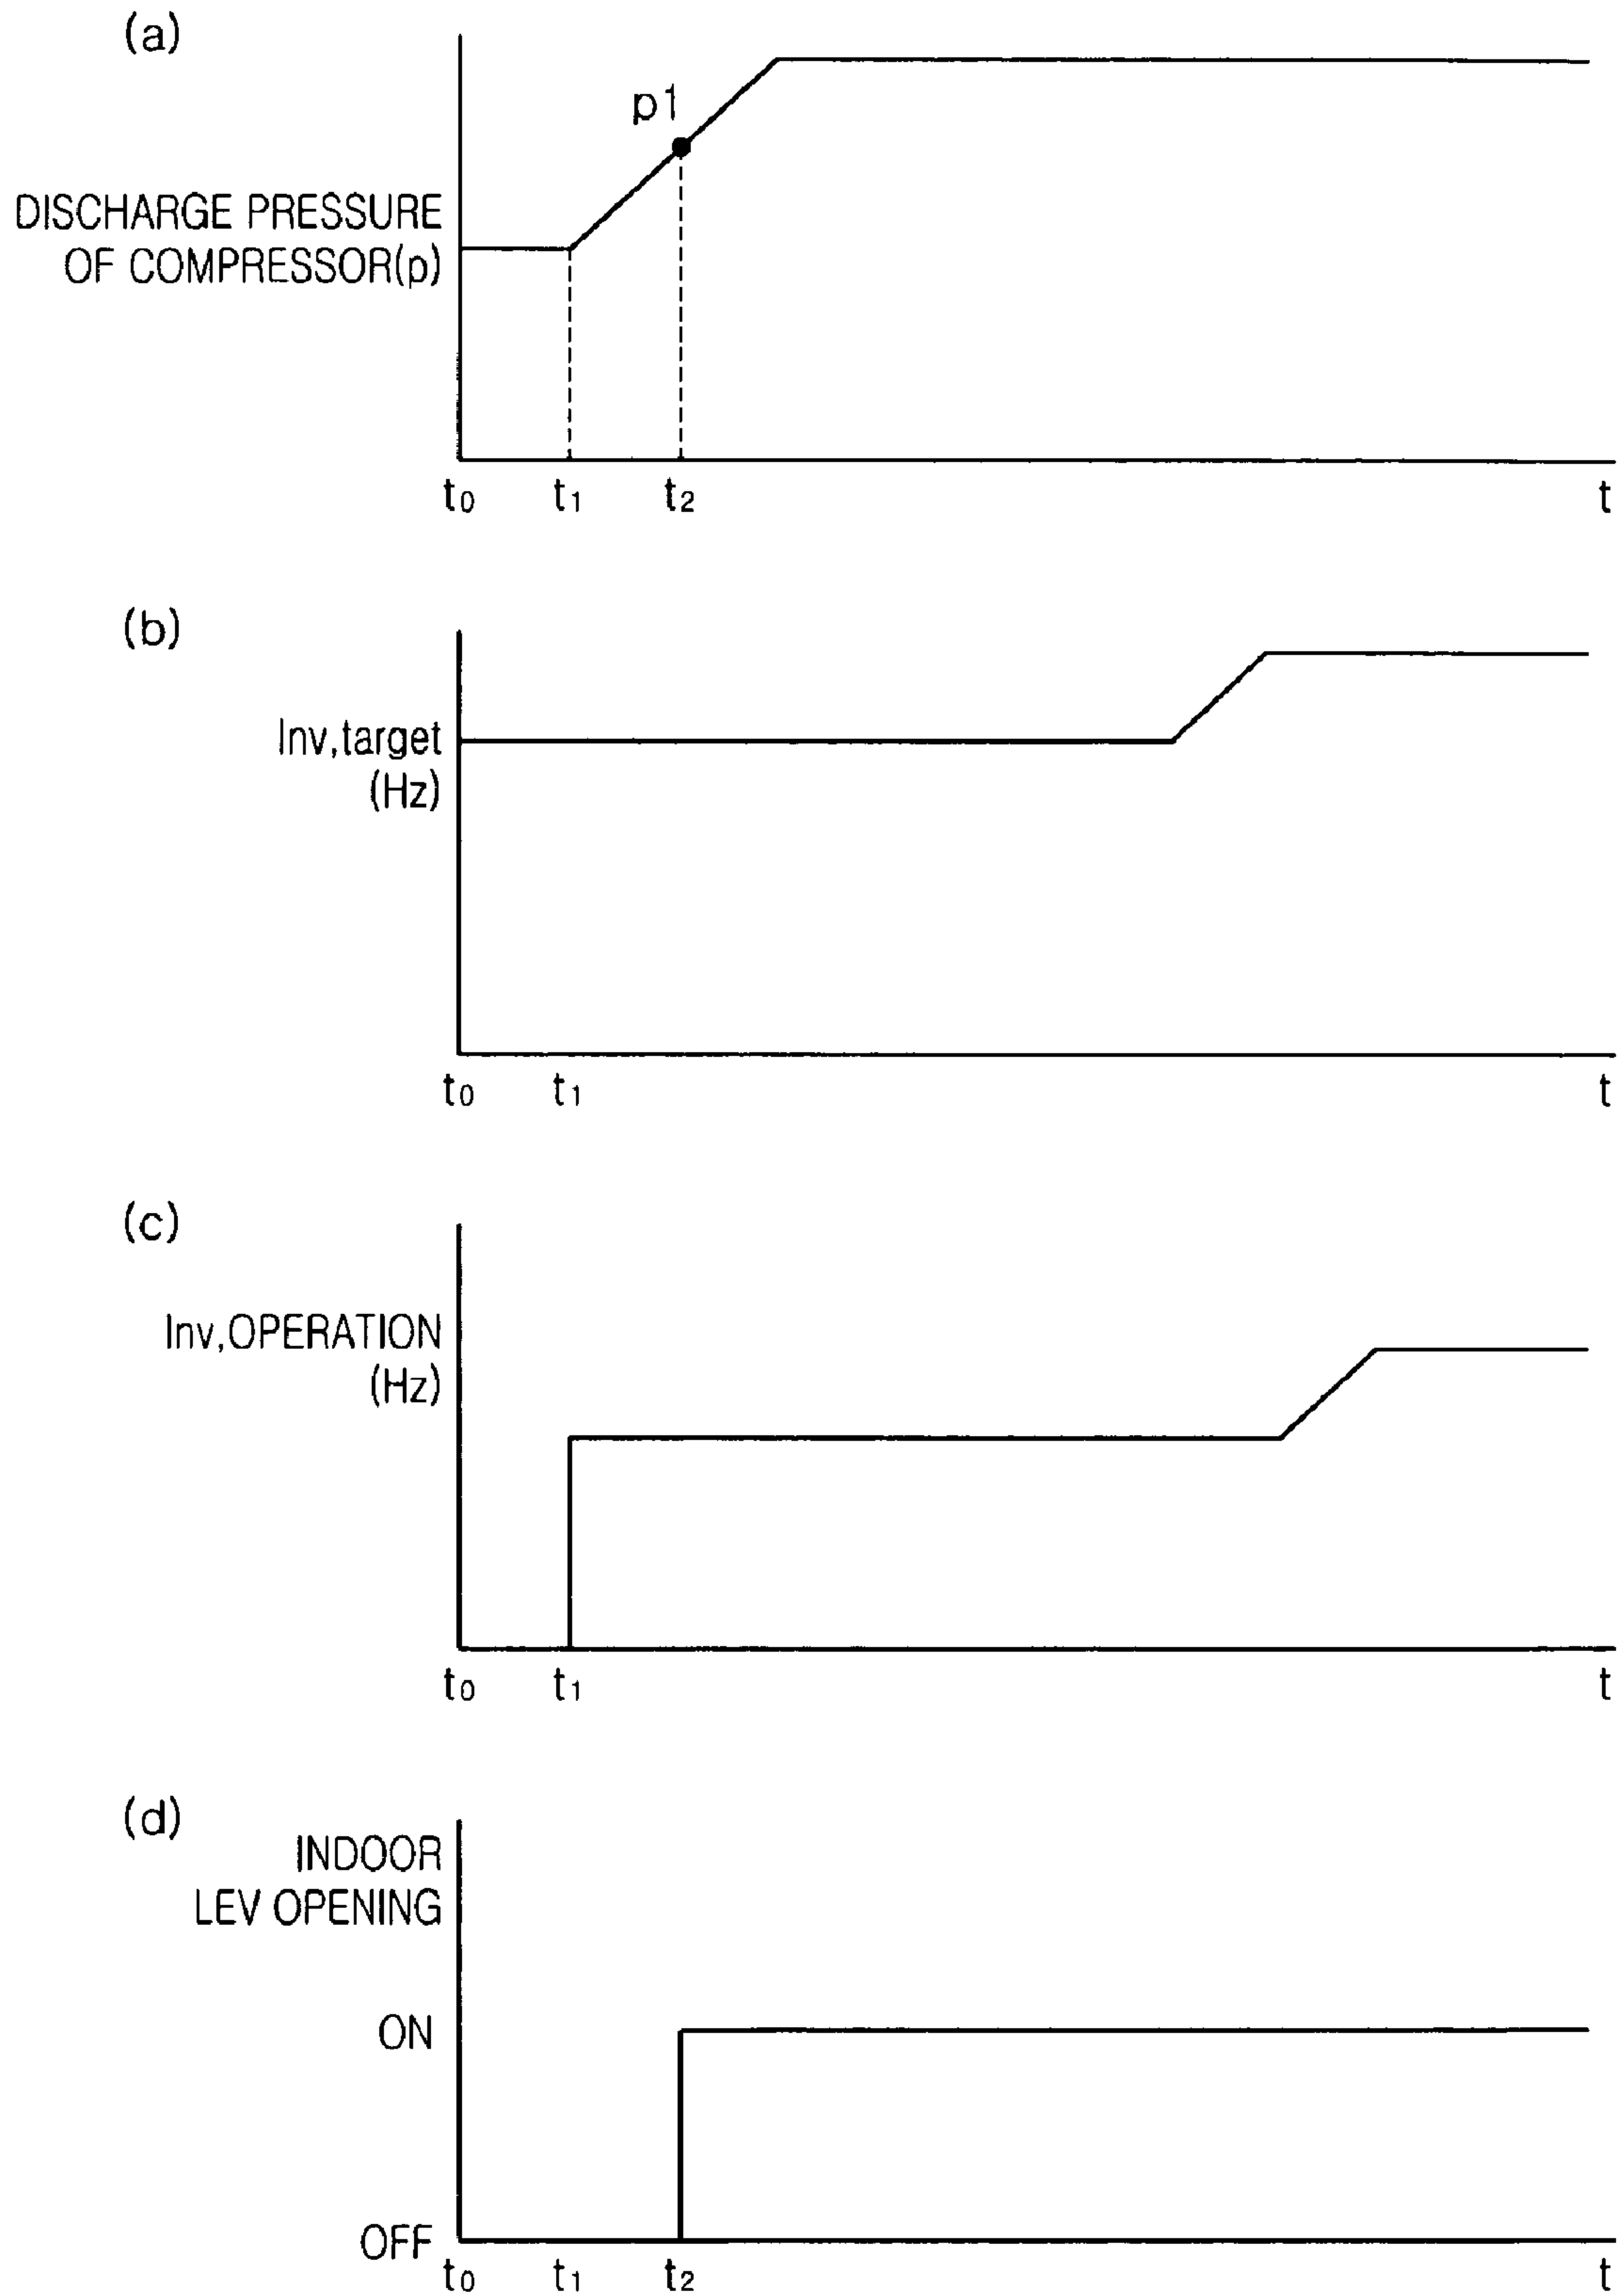 (a)
p1
DISCHARGE PRESSURE
OF COMPRESSOR(p)
t0 t1 t2 t
(b)
Inv,target
(Hz)
t0 t1 t
(c)
Inv,OPERATION
(Hz)
t0 t1 t
(d)
INDOOR
LEV OPENING
ON
OFF
t0 t1 t2 t